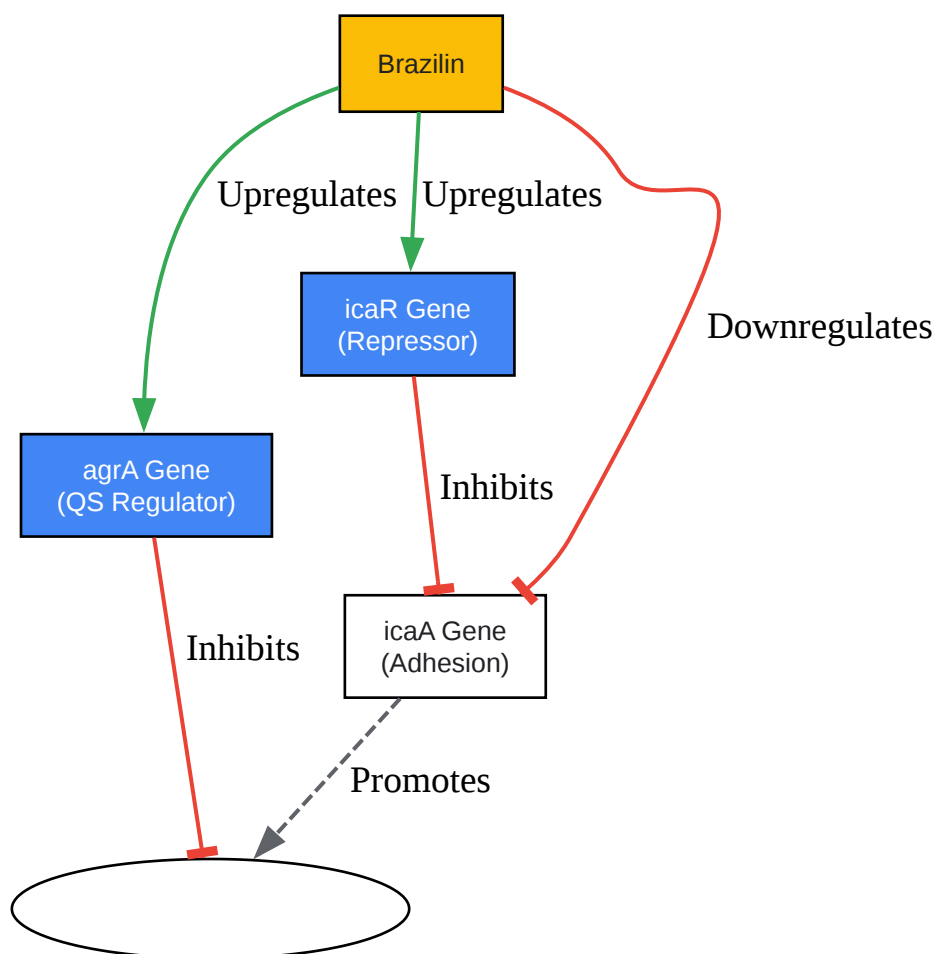 Brazilin
Upregulates
Upregulates
icaR Gene
(Repressor)
Downregulates
agrA Gene
(QS Regulator)
Inhibits
Inhibits
icaA Gene
(Adhesion)
Promotes